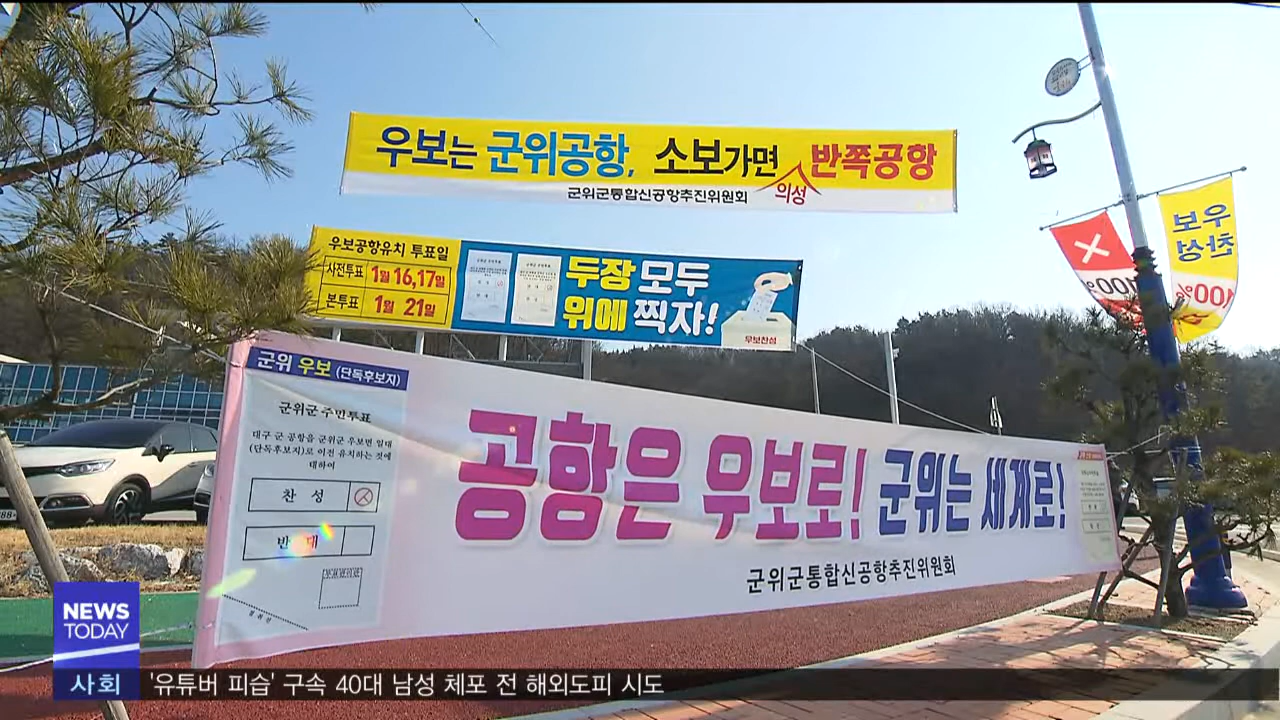 우보는 군위공항, 소보가면 반쪽공항
의성
군위군통합신공항추진위원회
우보공항유치 투표일
사전투표 1월 16,17일
본투표 1월 21일
두장 모두
위에 찍자!
우보찬성
우보
찬성
100%
100%
군위 우보 (단독후보지)
군위군 주민투표
대구 군 공항을 군위군 우보면 일대
(단독후보지)로 이전 유치하는 것에
대하여
찬 성
반 대
공항은 우보로! 군위는 세계로!
군위군통합신공항추진위원회
NEWS
TODAY
사회 '유튜버 피습' 구속 40대 남성 체포 전 해외도피 시도